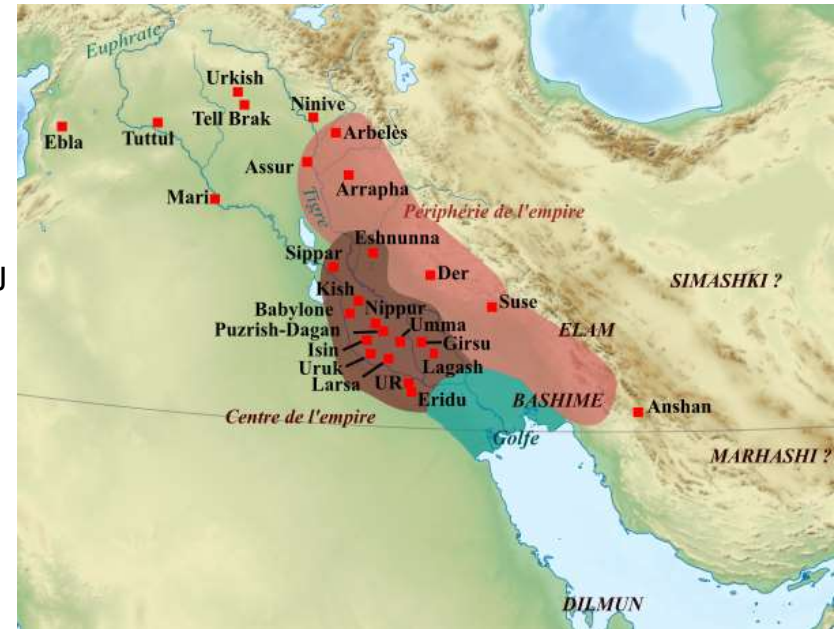 Euphrate
Urkish
Tell Brak
Ninive
Ebla
Tuttul
Arbelès
Assur
Arrapha
Mari
Tigre
Périphérie de l'empire
Eshnunna
Sippar
Der
SIMASHKI ?
Kish
Suse
Babylone
Nippur
Umma
ELAM
Puzrish-Dagan
Girsu
Isin
Lagash
Uruk
Larsa
UR
Eridu
BASHIME
Anshan
Centre de l'empire
Golfe
MARHASHI ?
DILMUN